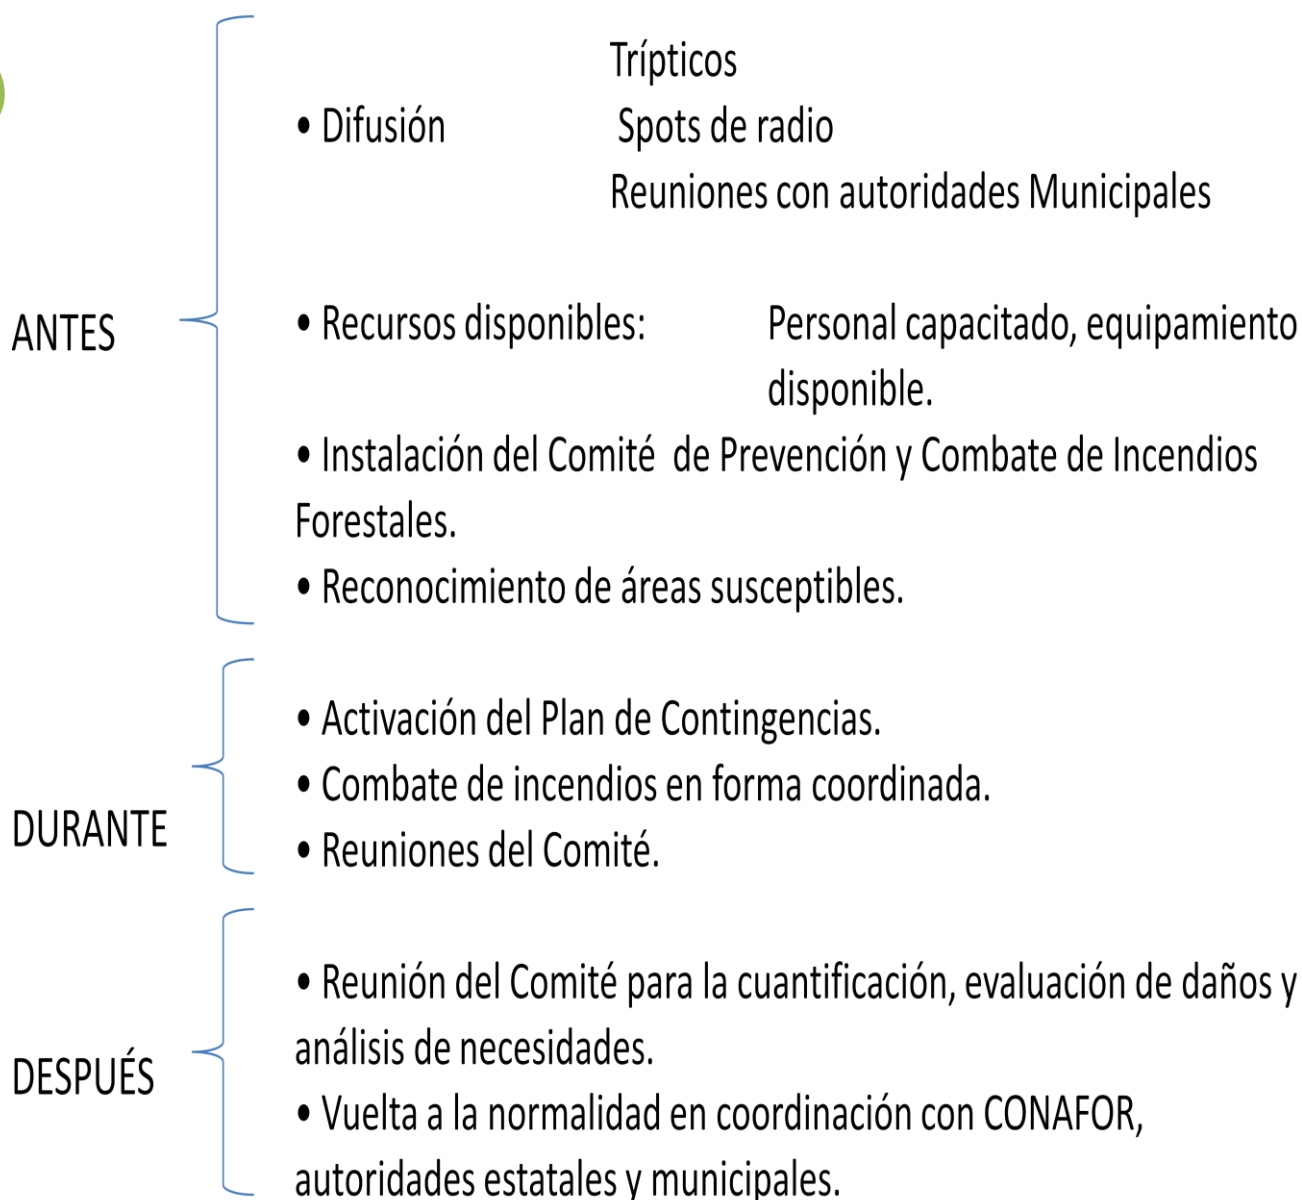 Trípticos
• Difusión Spots de radio
Reuniones con autoridades Municipales
ANTES
• Recursos disponibles: Personal capacitado, equipamiento
disponible.
• Instalación del Comité de Prevención y Combate de Incendios
Forestales.
• Reconocimiento de áreas susceptibles.
DURANTE
• Activación del Plan de Contingencias.
• Combate de incendios en forma coordinada.
• Reuniones del Comité.
DESPUÉS
• Reunión del Comité para la cuantificación, evaluación de daños y
análisis de necesidades.
• Vuelta a la normalidad en coordinación con CONAFOR,
autoridades estatales y municipales.